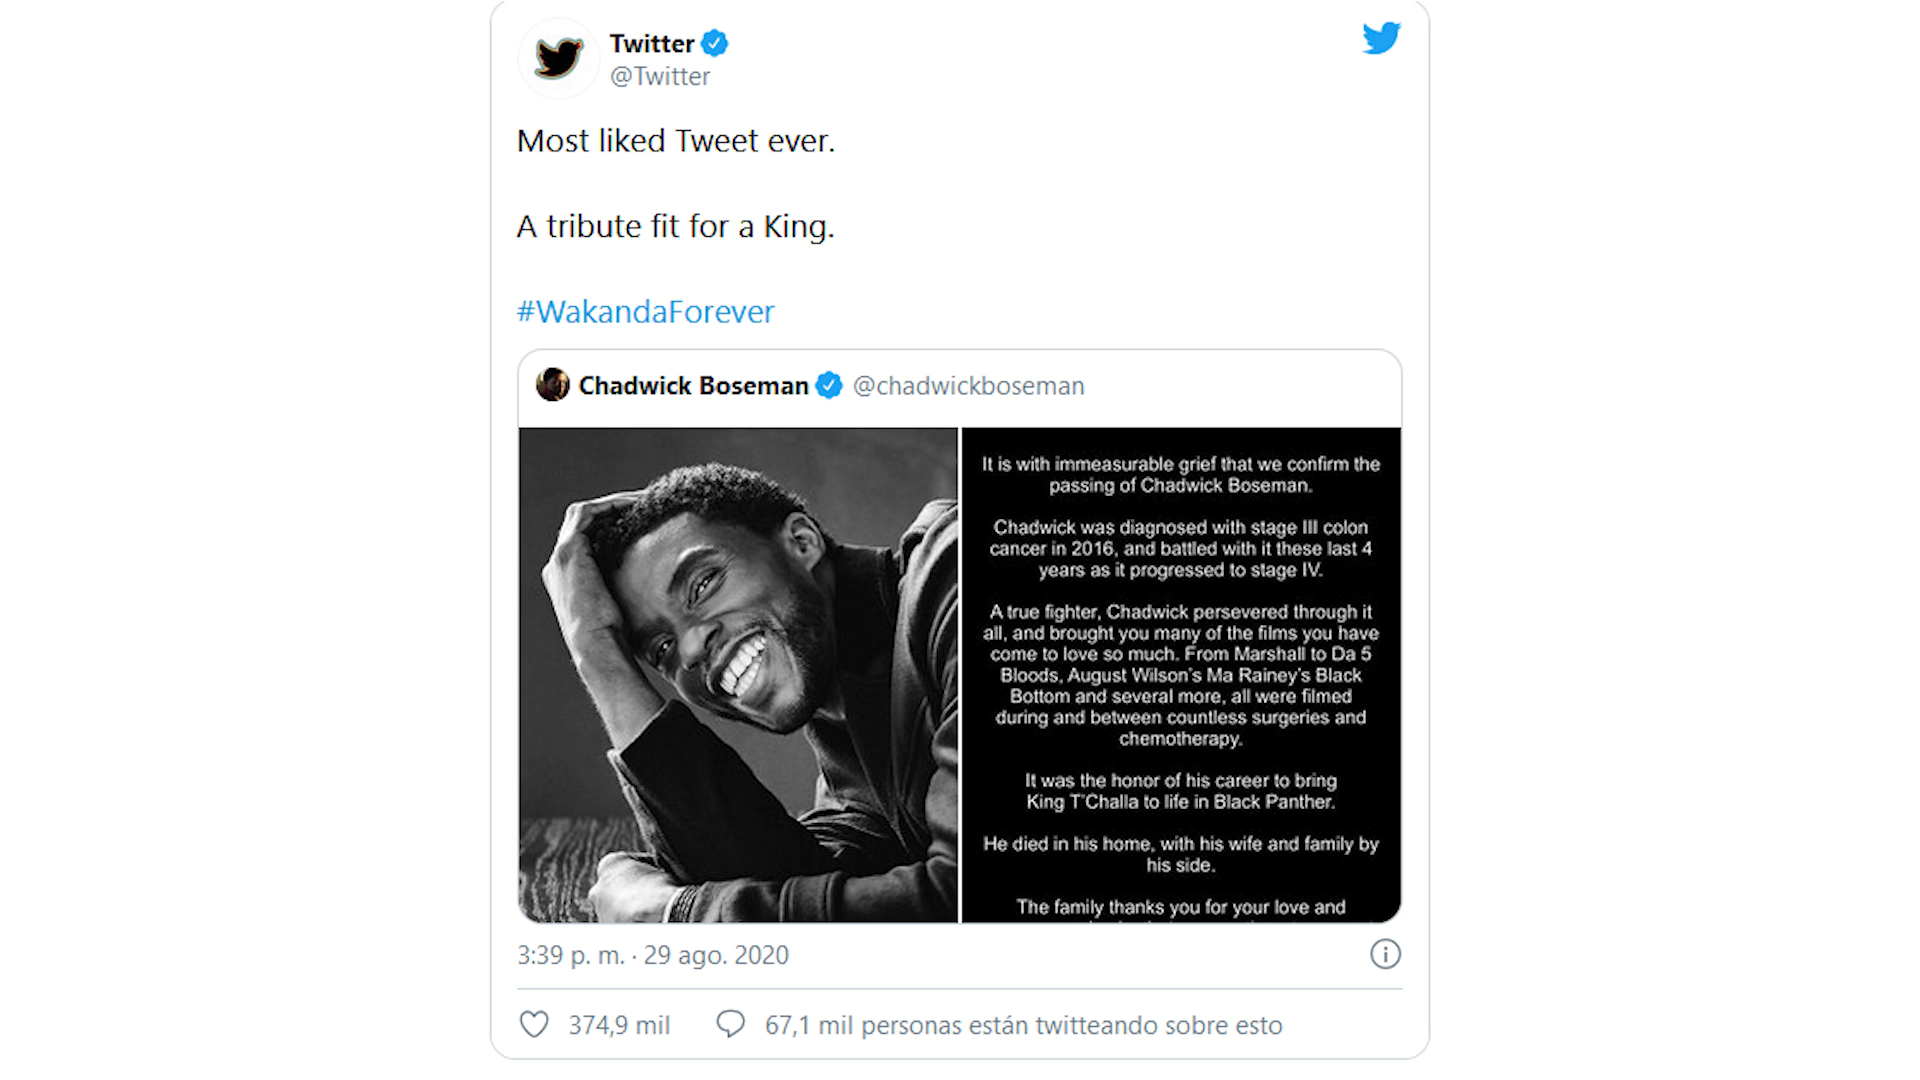 Twitter
@Twitter
Most liked Tweet ever.
A tribute fit for a King.
#WakandaForever
Chadwick Boseman @chadwickboseman
It is with immeasurable grief that we confirm the
passing of Chadwick Boseman.
Chadwick was diagnosed with stage III colon
cancer in 2016, and battled with it these last 4
years as it progressed to stage IV.
A true fighter, Chadwick persevered through it
all, and brought you many of the films you have
come to love so much. From Marshall to Da 5
Bloods, August Wilson's Ma Rainey's Black
Bottom and several more, all were filmed
during and between countless surgeries and
chemotherapy.
It was the honor of his career to bring
King T'Challa to life in Black Panther.
He died in his home, with his wife and family by
his side.
The family thanks you for your love and
3:39 p. m. · 29 ago. 2020
374,9 mil
67,1 mil personas están twitteando sobre esto